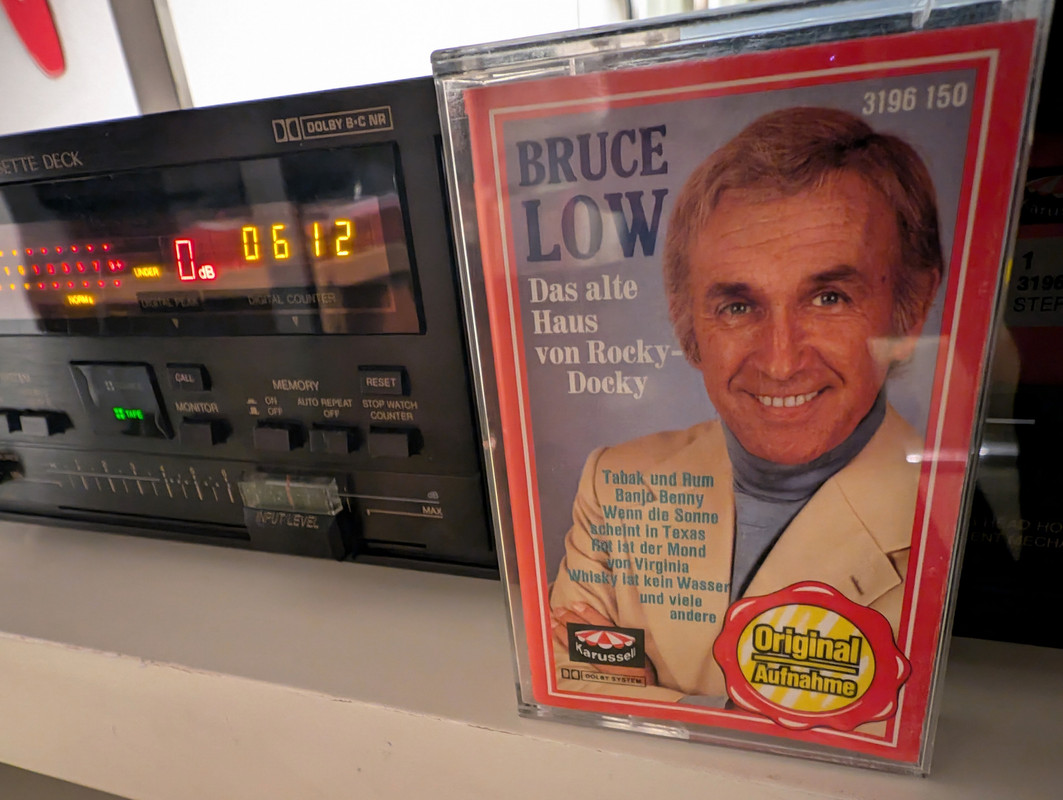 DOLBY B·C NR
SETTE DECK
0612
UNDER
0 dB
DIGITAL PEAK
DIGITAL COUNTER
CALL
MONITOR
TAPE
MEMORY
ON
OFF
AUTO REPEAT
OFF
RESET
STOP WATCH
COUNTER
INPUT LEVEL
dB
MAX
3196 150
BRUCE
LOW
Das alte
Haus
von Rocky-
Docky
Tabak und Rum
Banjo Benny
Wenn die Sonne
scheint in Texas
Rot ist der Mond
von Virginia
Whisky ist kein Wasser
und viele
andere
Karussell
DOLBY SYSTEM
Original
Aufnahme
1
3196
STER